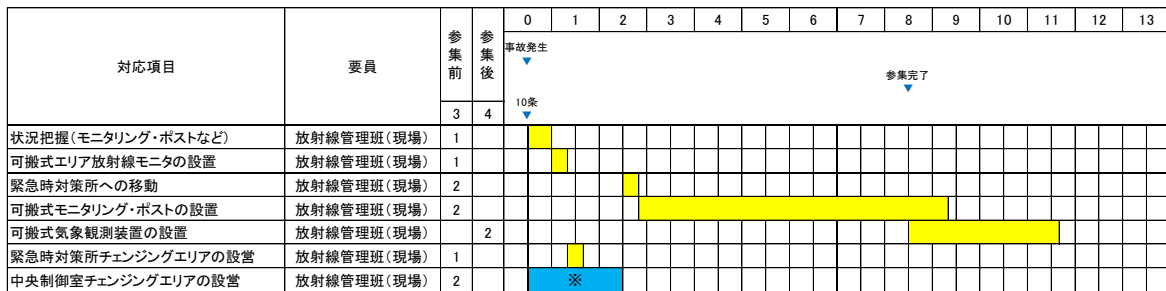 対応項目 要員 参集前 参集後 0 1 2 3 4 5 6 7 8 9 10 11 12 13
事故発生
参集完了
10条
3 4
状況把握(モニタリング・ポストなど) 放射線管理班(現場) 1
可搬式エリア放射線モニタの設置 放射線管理班(現場) 1
緊急時対策所への移動 放射線管理班(現場) 2
可搬式モニタリング・ポストの設置 放射線管理班(現場) 2
可搬式気象観測装置の設置 放射線管理班(現場) 2
緊急時対策所チェンジングエリアの設営 放射線管理班(現場) 1
中央制御室チェンジングエリアの設営 放射線管理班(現場) 2 ※